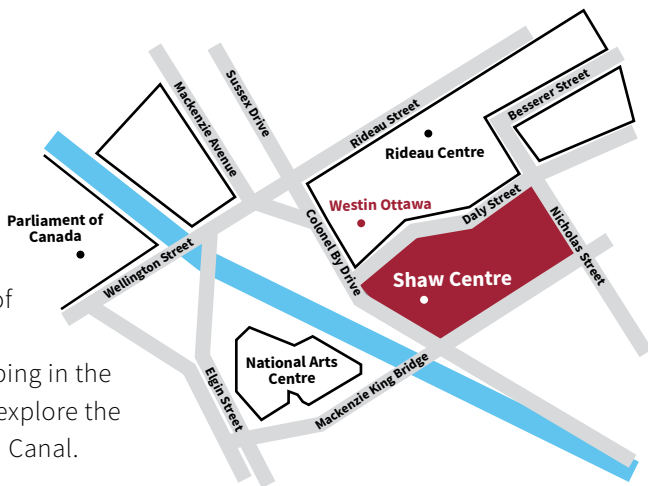 Mackenzie Avenue
Sussex Drive
Rideau Street
Besserer Street
Rideau Centre
Westin Ottawa
Daly Street
Parliament of
Canada
Wellington Street
Colonel By Drive
Nicholas Street
Shaw Centre
of
National Arts
Centre
Elgin Street
Mackenzie King Bridge
ping in the
explore the
Canal.